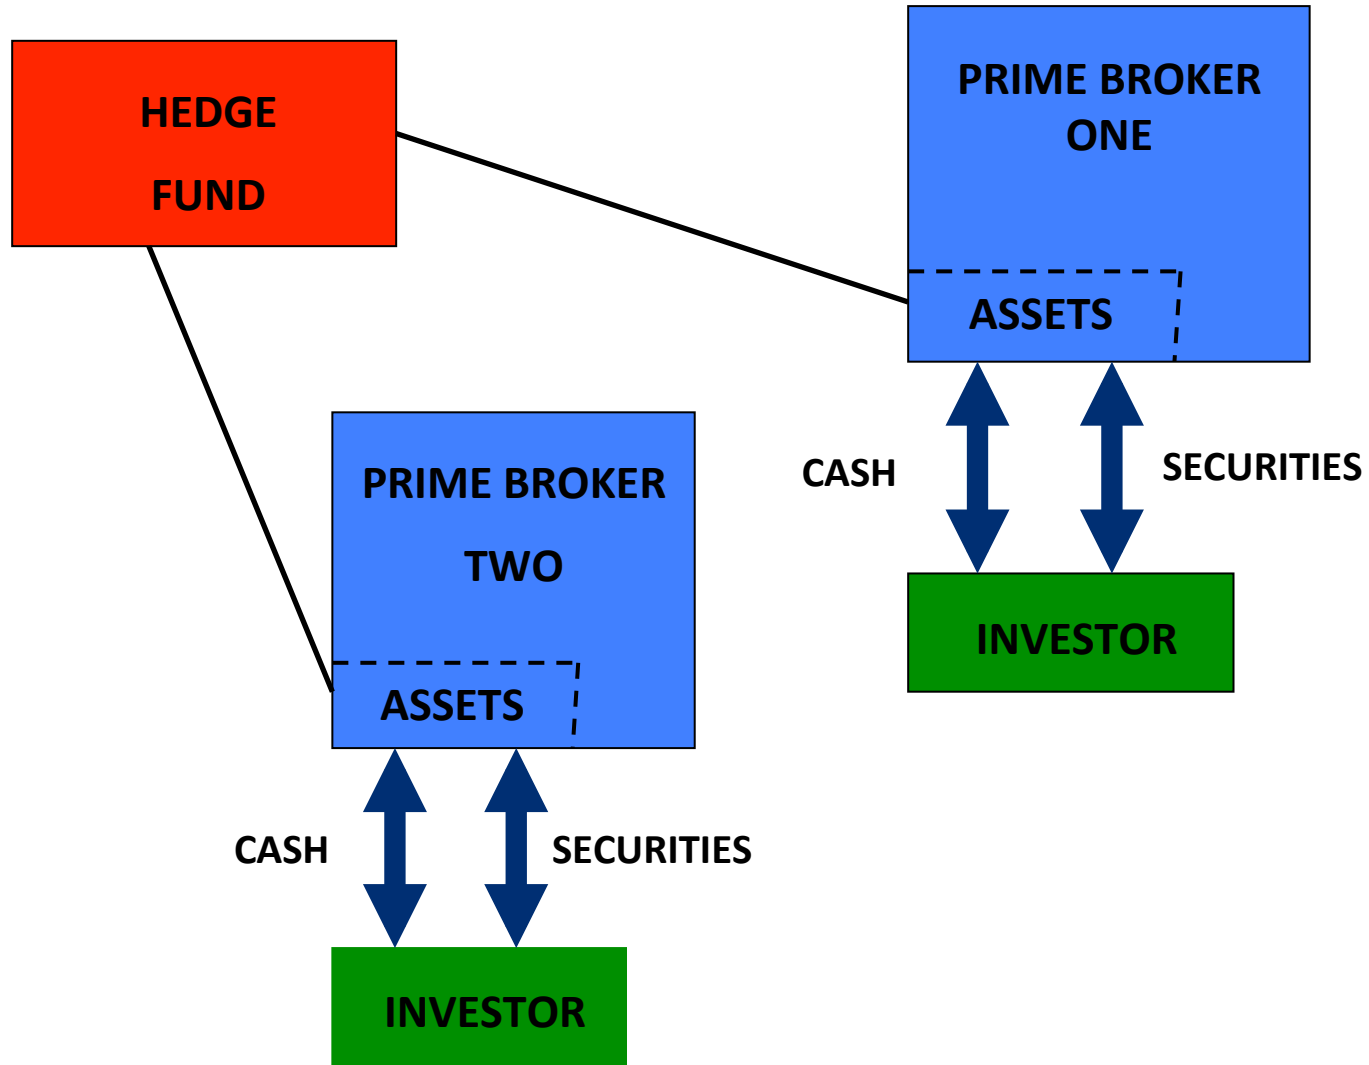 HEDGE
FUND
PRIME BROKER
ONE
ASSETS
CASH
SECURITIES
INVESTOR
PRIME BROKER
TWO
ASSETS
CASH
SECURITIES
INVESTOR